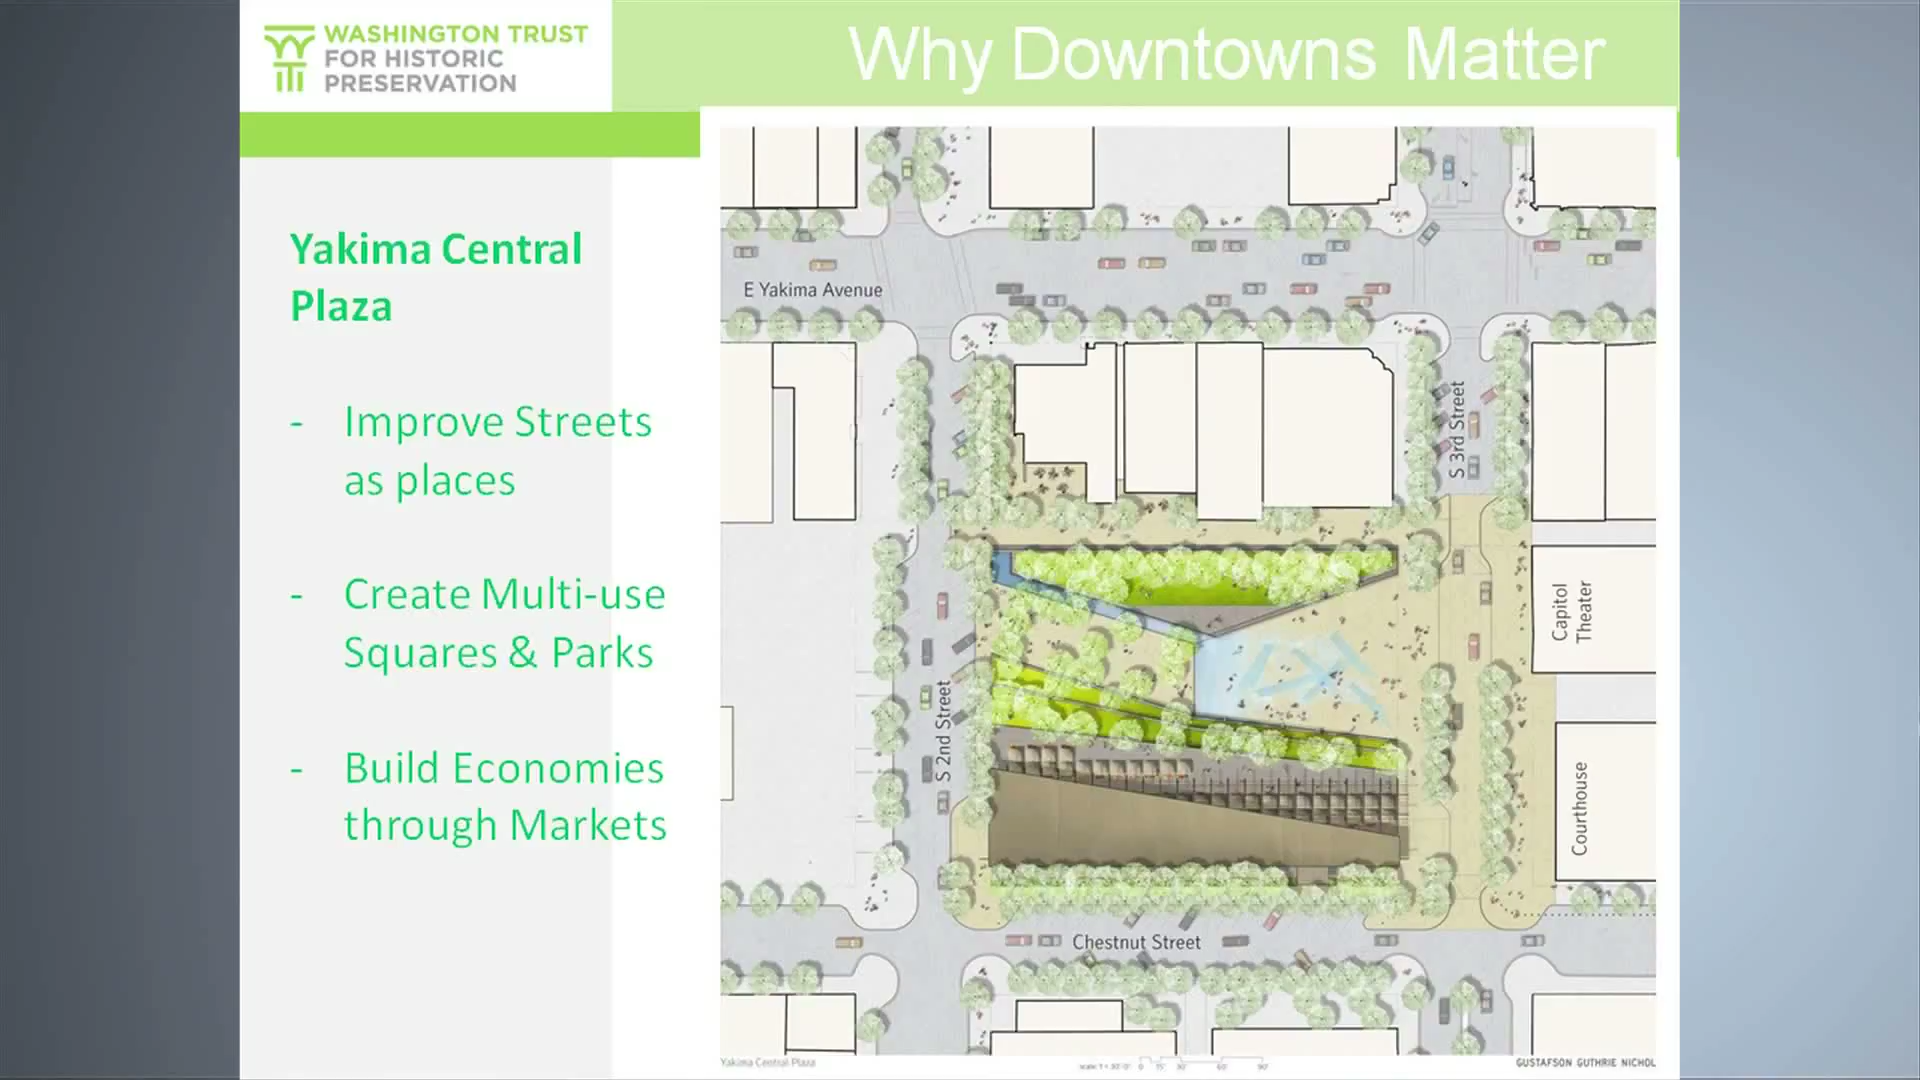 WASHINGTON TRUST
FOR HISTORIC
PRESERVATION
Why Downtowns Matter
Yakima Central
Plaza
- Improve Streets
as places
- Create Multi-use
Squares & Parks
- Build Economies
through Markets
E Yakima Avenue
S 3rd Street
Capitol
Theater
S 2nd Street
Courthouse
Chestnut Street
Yakima Central Plaza
GUSTAFSON GUTHRIE NICHOL